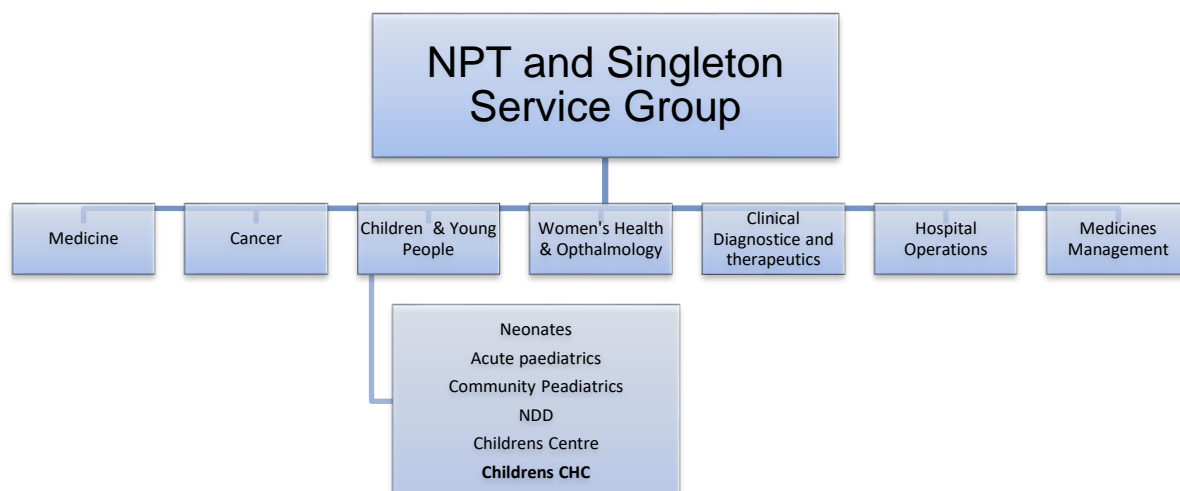 NPT and Singleton
Service Group
Medicine
Cancer
Children & Young
People
Women's Health
& Opthalmology
Clinical
Diagnostice and
therapeutics
Hospital
Operations
Medicines
Management
Neonates
Acute paediatrics
Community Peadiatrics
NDD
Childrens Centre
Childrens CHC